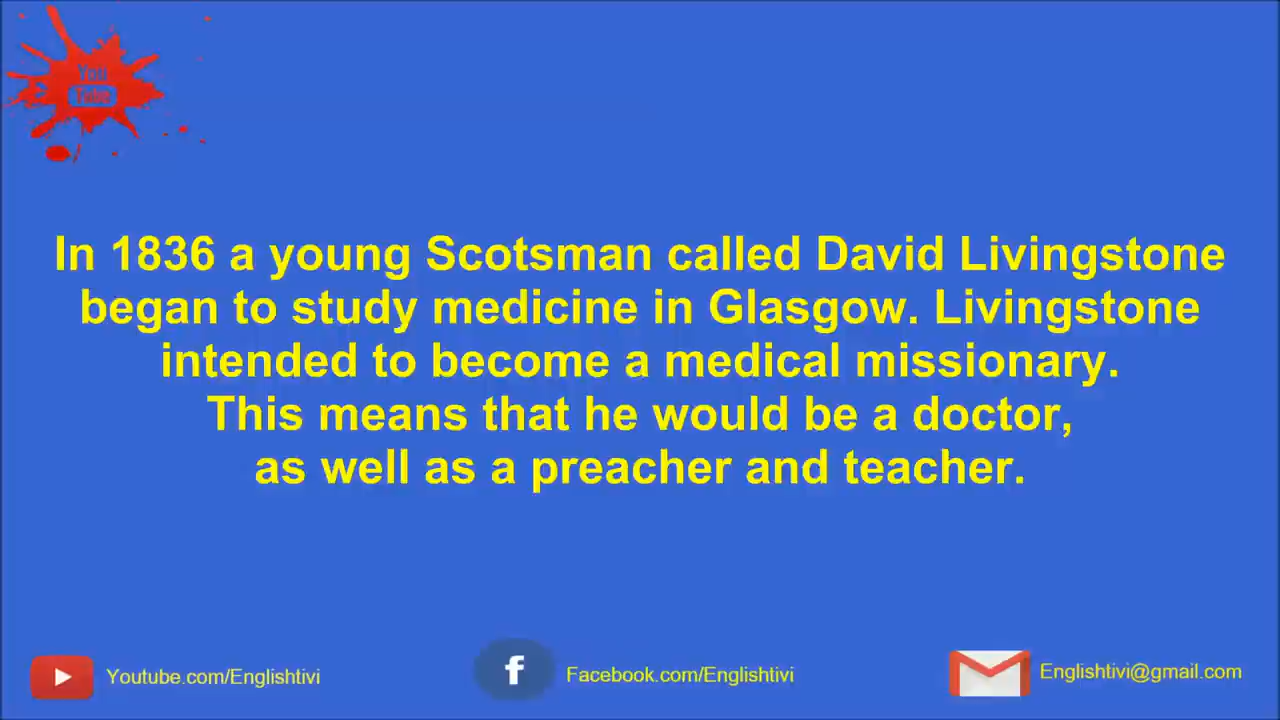 You
Tube
In 1836 a young Scotsman called David Livingstone
began to study medicine in Glasgow. Livingstone
intended to become a medical missionary.
This means that he would be a doctor,
as well as a preacher and teacher.
Youtube.com/Englishtivi
f
Facebook.com/Englishtivi
Englishtivi@gmail.com